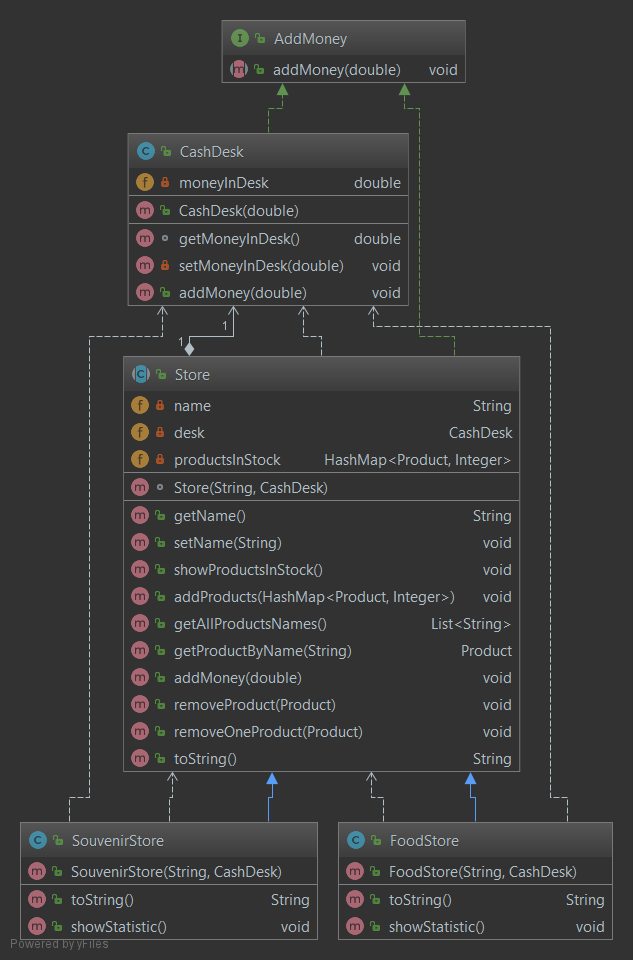 I AddMoney
m addMoney(double) void
C CashDesk
f moneyInDesk double
m CashDesk(double)
m getMoneyInDesk() double
m setMoneyInDesk(double) void
m addMoney(double) void
1
1
C Store
f name String
f desk CashDesk
f productsInStock HashMap<Product, Integer>
m Store(String, CashDesk)
m getName() String
m setName(String) void
m showProductsInStock() void
m addProducts(HashMap<Product, Integer>) void
m getAllProductsNames() List<String>
m getProductByName(String) Product
m addMoney(double) void
m removeProduct(Product) void
m removeOneProduct(Product) void
m toString() String
C SouvenirStore
m SouvenirStore(String, CashDesk)
m toString() String
m showStatistic() void
C FoodStore
m FoodStore(String, CashDesk)
m toString() String
m showStatistic() void
Powered by yFiles